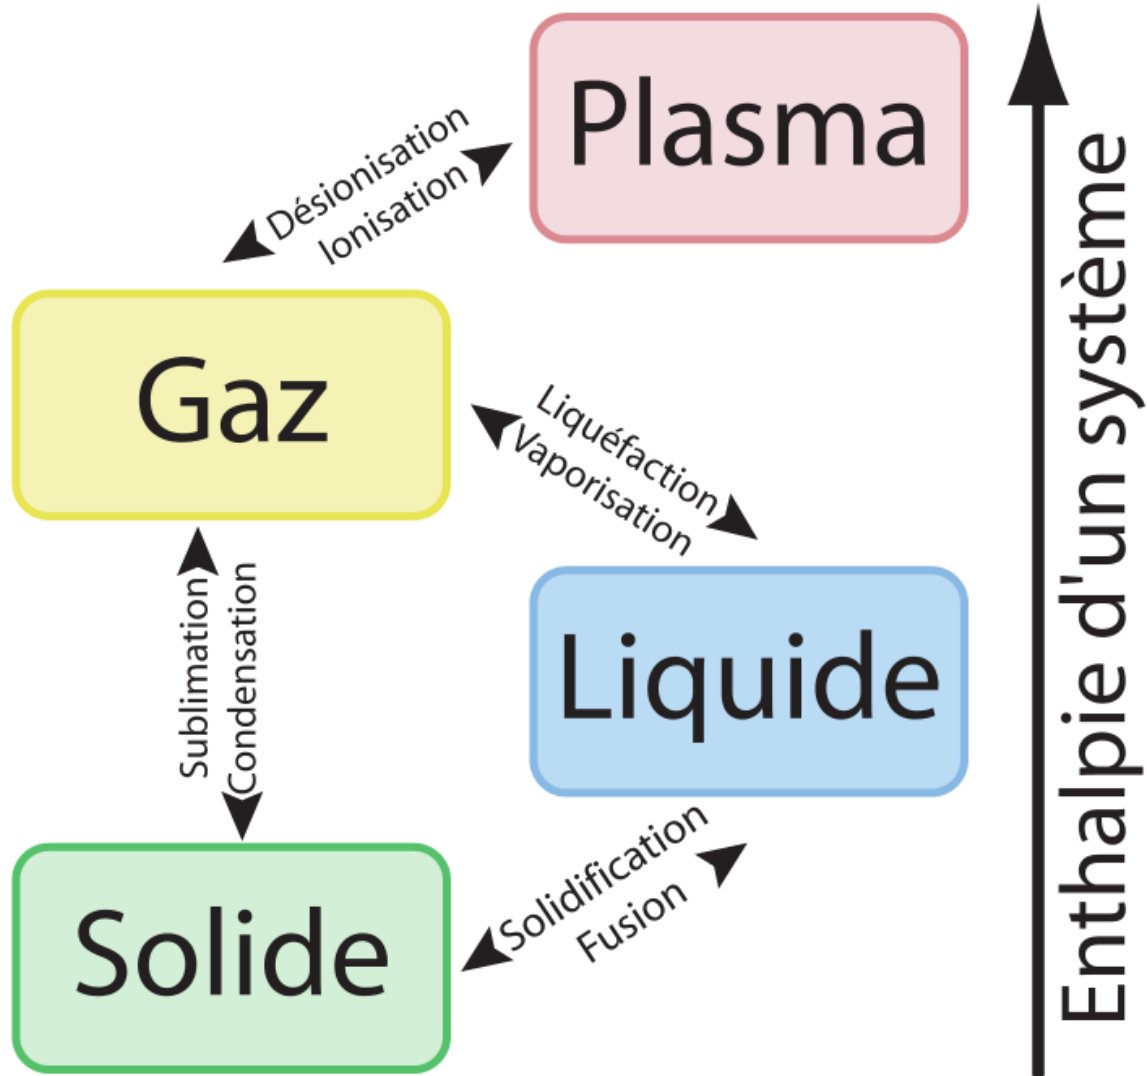 Plasma
Désionisation
Ionisation
Gaz
Liquéfaction
Vaporisation
Sublimation
Condensation
Liquide
Solidification
Fusion
Solide
Enthalpie d'un système